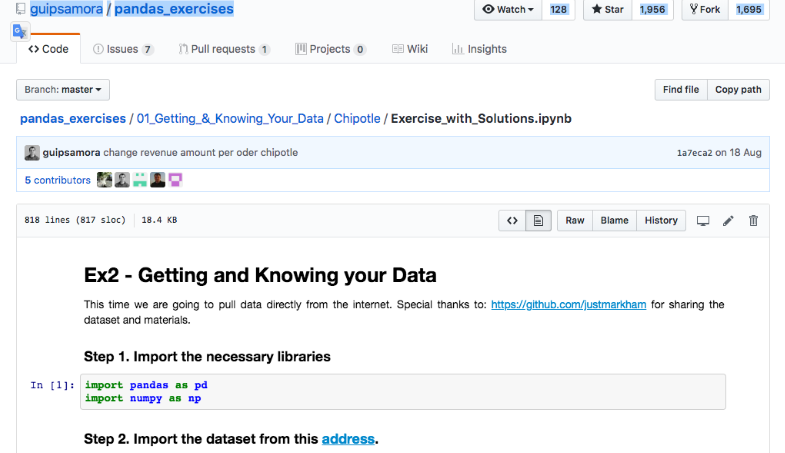 guipsamora / pandas_exercises
Watch 128 Star 1,956 Fork 1,695
Code Issues 7 Pull requests 1 Projects 0 Wiki Insights
Branch: master Find file Copy path
pandas_exercises / 01_Getting_&_Knowing_Your_Data / Chipotle / Exercise_with_Solutions.ipynb
guipsamora change revenue amount per oder chipotle 1a7eca2 on 18 Aug
5 contributors
818 lines (817 sloc) 18.4 KB Raw Blame History
Ex2 - Getting and Knowing your Data
This time we are going to pull data directly from the internet. Special thanks to: https://github.com/justmarkham for sharing the
dataset and materials.
Step 1. Import the necessary libraries
In [1]: import pandas as pd
import numpy as np
Step 2. Import the dataset from this address.